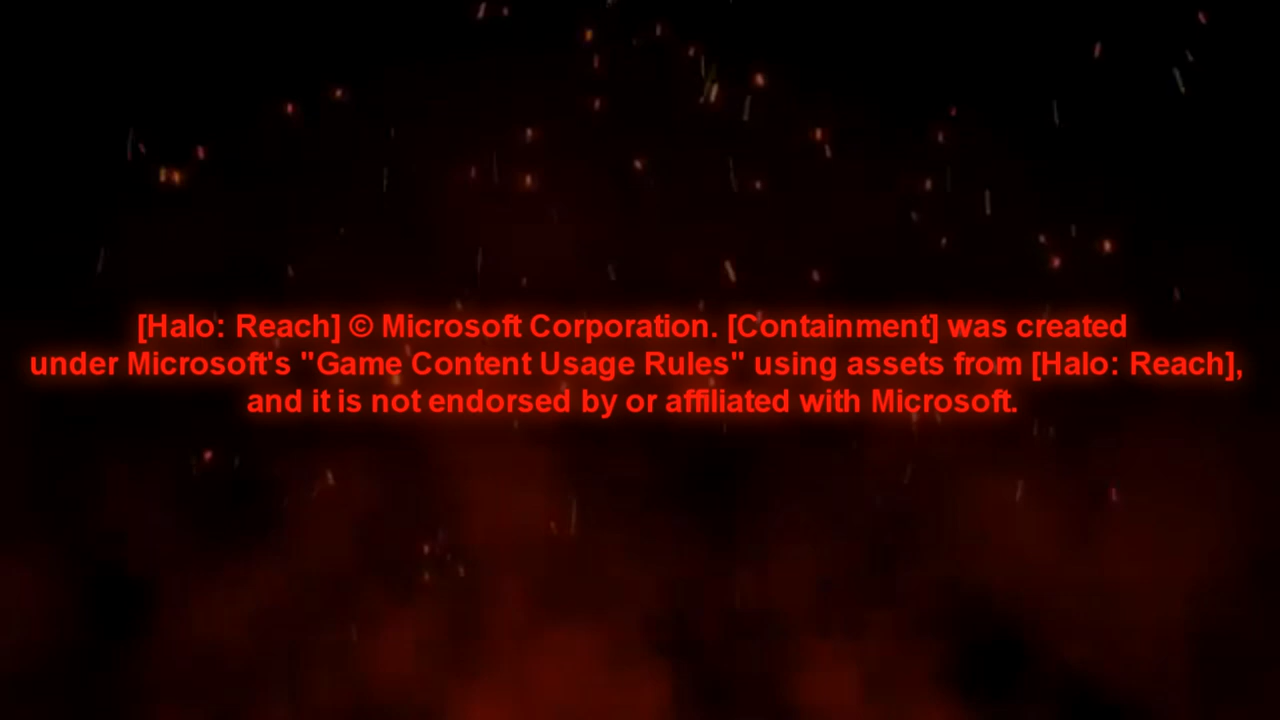 [Halo: Reach] © Microsoft Corporation. [Containment] was created
under Microsoft's "Game Content Usage Rules" using assets from [Halo: Reach],
and it is not endorsed by or affiliated with Microsoft.